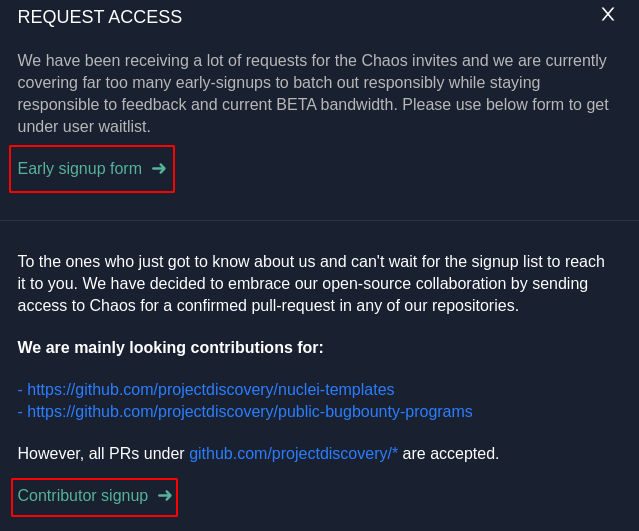 REQUEST ACCESS X
We have been receiving a lot of requests for the Chaos invites and we are currently
covering far too many early-signups to batch out responsibly while staying
responsible to feedback and current BETA bandwidth. Please use below form to get
under user waitlist.
Early signup form ➔
To the ones who just got to know about us and can't wait for the signup list to reach
it to you. We have decided to embrace our open-source collaboration by sending
access to Chaos for a confirmed pull-request in any of our repositories.
We are mainly looking contributions for:
- https://github.com/projectdiscovery/nuclei-templates
- https://github.com/projectdiscovery/public-bugbounty-programs
However, all PRs under github.com/projectdiscovery/* are accepted.
Contributor signup ➔